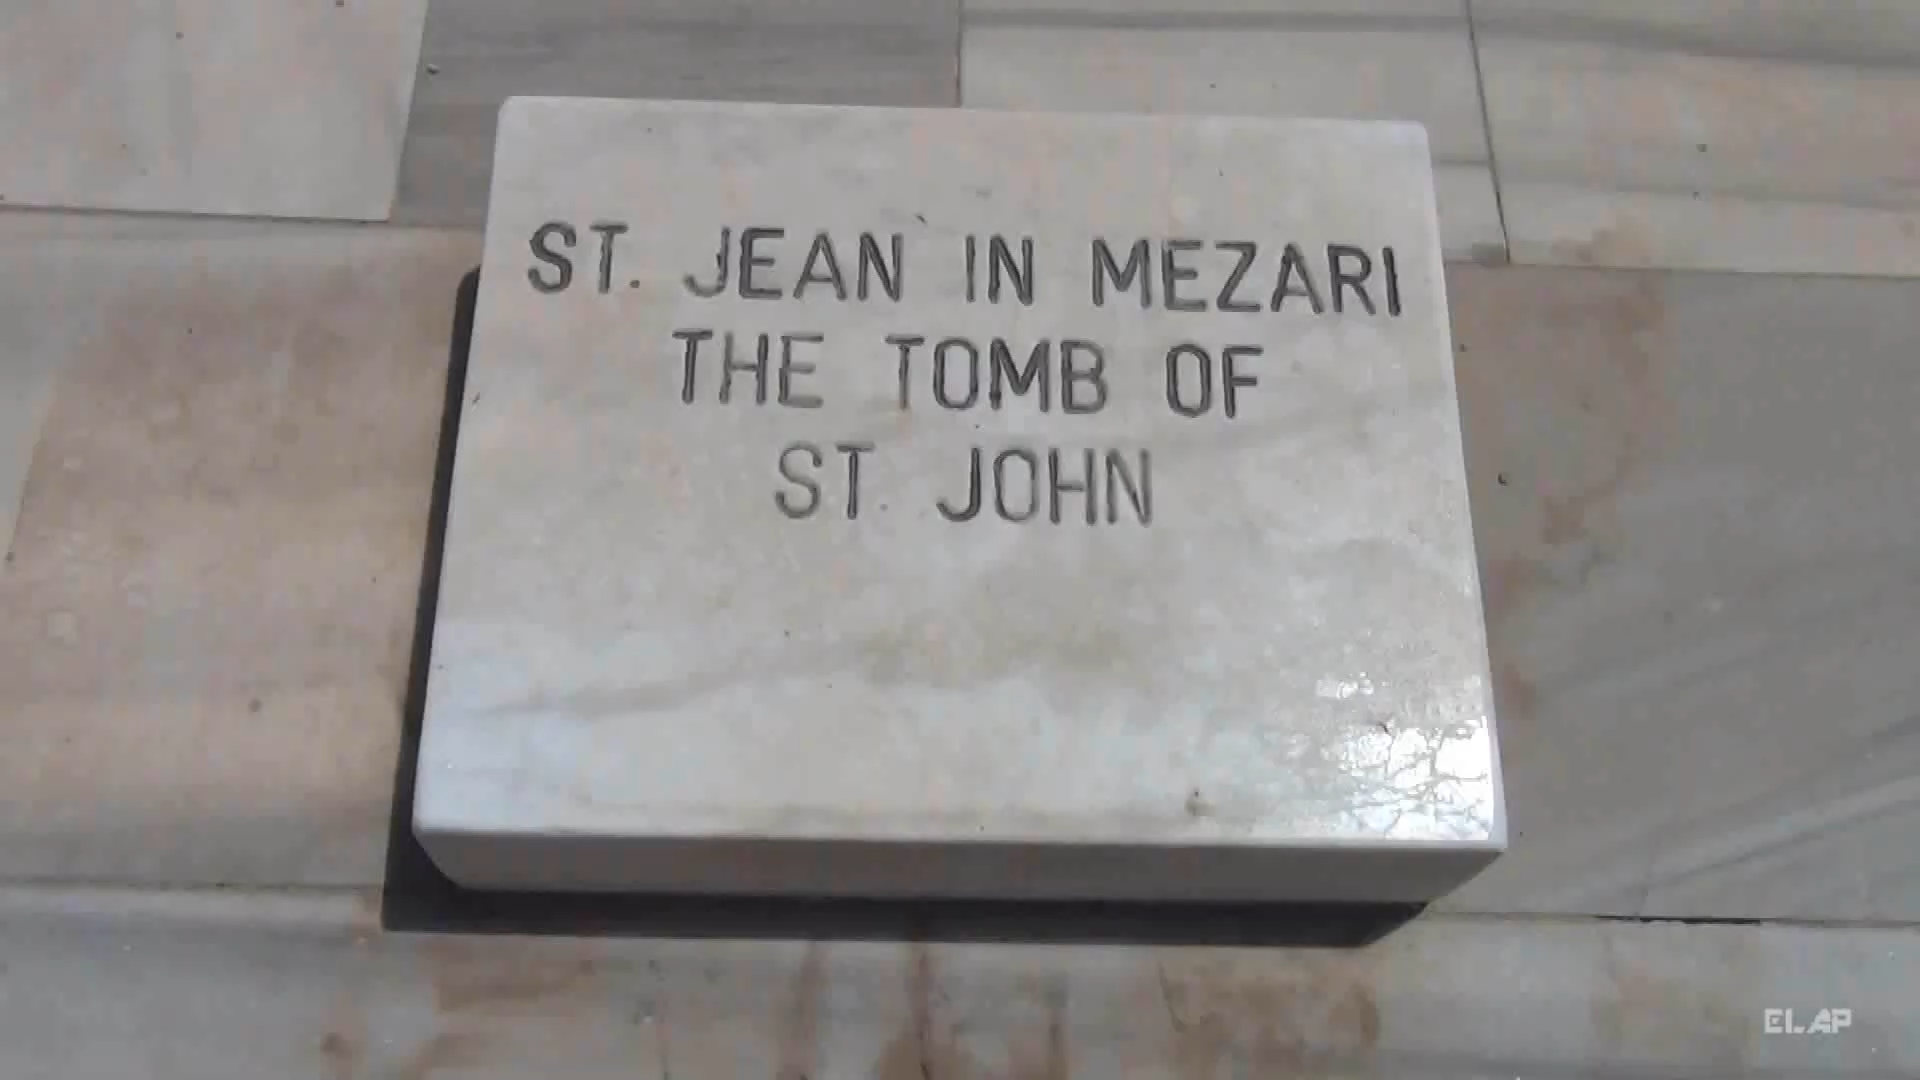 ST. JEAN IN MEZARI
THE TOMB OF
ST. JOHN
ELAP